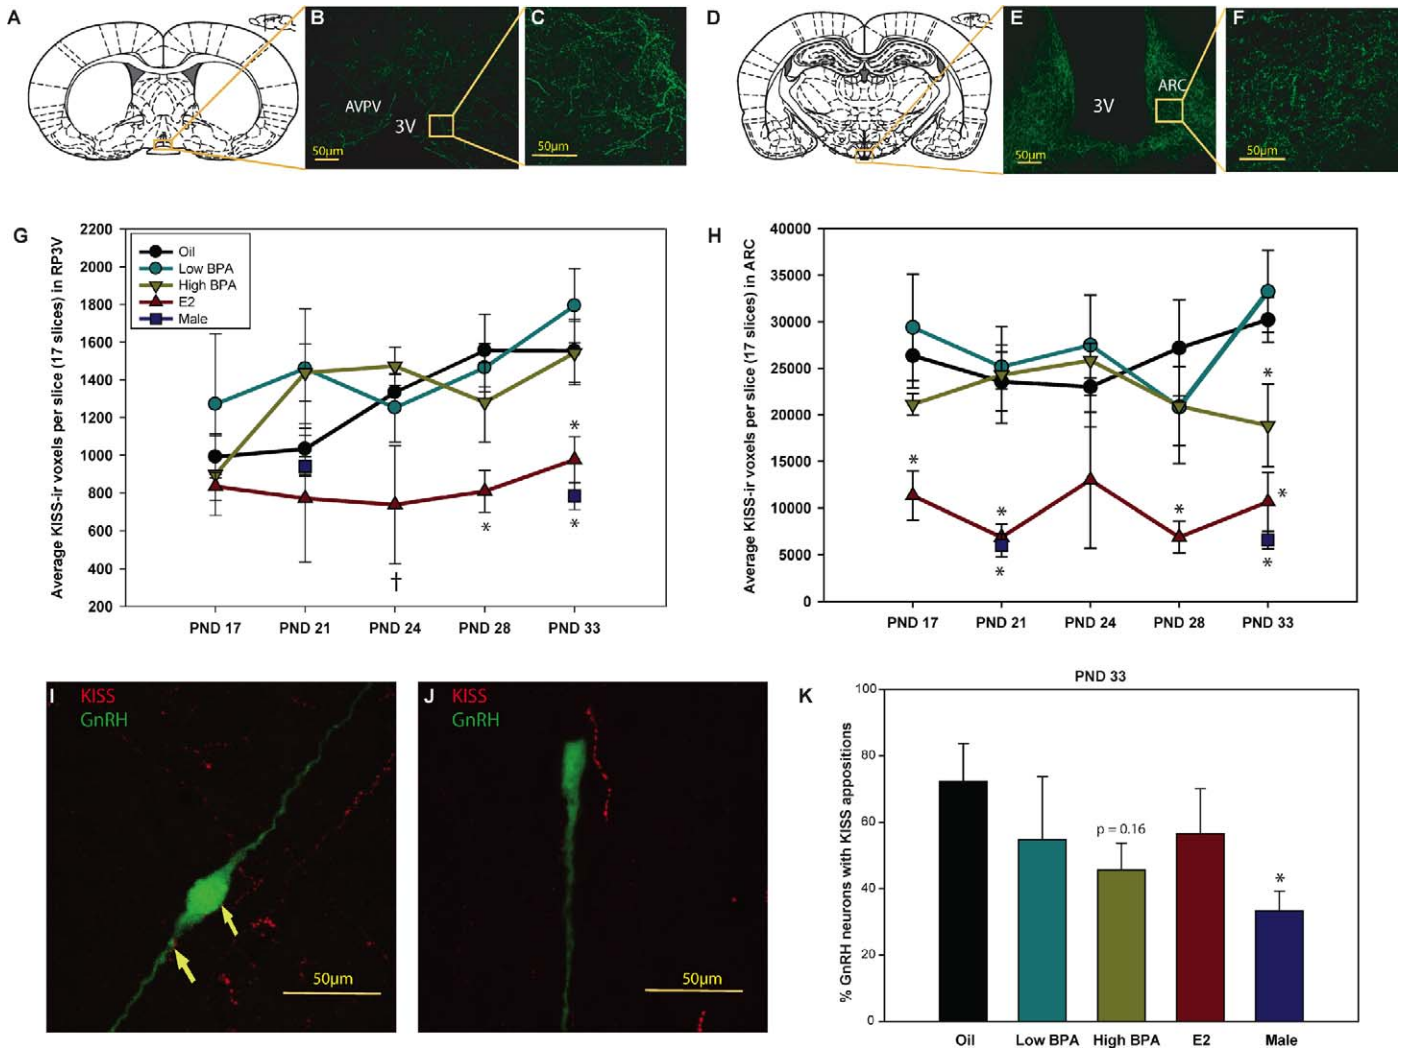 A
B
AVPV
3V
50µm
C
50µm
D
E
3V
ARC
50µm
F
50µm
G
Average KISS-ir voxels per slice (17 slices) in RP3V
2200
2000
1800
1600
1400
1200
1000
800
600
400
200
Oil
Low BPA
High BPA
E2
Male
*
*
*
†
PND 17
PND 21
PND 24
PND 28
PND 33
H
Average KISS-ir voxels per slice (17 slices) in ARC
40000
35000
30000
25000
20000
15000
10000
5000
0
*
*
*
*
*
*
*
PND 17
PND 21
PND 24
PND 28
PND 33
I
KISS
GnRH
50µm
J
KISS
GnRH
50µm
K
PND 33
% GnRH neurons with KISS appositions
100
80
60
40
20
0
p = 0.16
*
Oil
Low BPA
High BPA
E2
Male